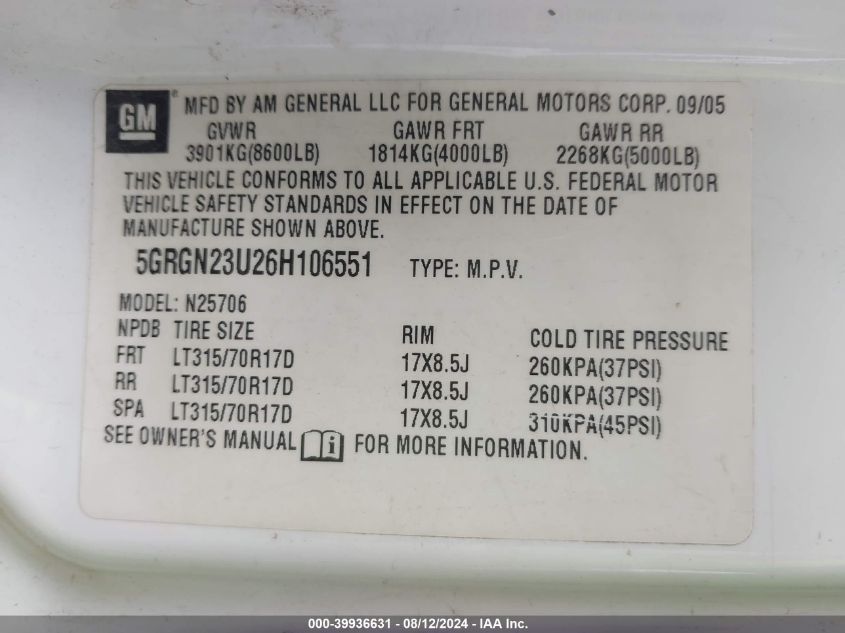 GM ® MFD BY AM GENERAL LLC FOR GENERAL MOTORS CORP. 09/05
GVWR GAWR FRT GAWR RR
3901KG(8600LB) 1814KG(4000LB) 2268KG(5000LB)
THIS VEHICLE CONFORMS TO ALL APPLICABLE U.S. FEDERAL MOTOR
VEHICLE SAFETY STANDARDS IN EFFECT ON THE DATE OF
MANUFACTURE SHOWN ABOVE.
5GRGN23U26H106551 TYPE: M.P.V.
MODEL: N25706
NPDB TIRE SIZE RIM COLD TIRE PRESSURE
FRT LT315/70R17D 17X8.5J 260KPA(37PSI)
RR LT315/70R17D 17X8.5J 260KPA(37PSI)
SPA LT315/70R17D 17X8.5J 310KPA(45PSI)
SEE OWNER'S MANUAL i FOR MORE INFORMATION.
000-39936631 - 08/12/2024 - IAA Inc.